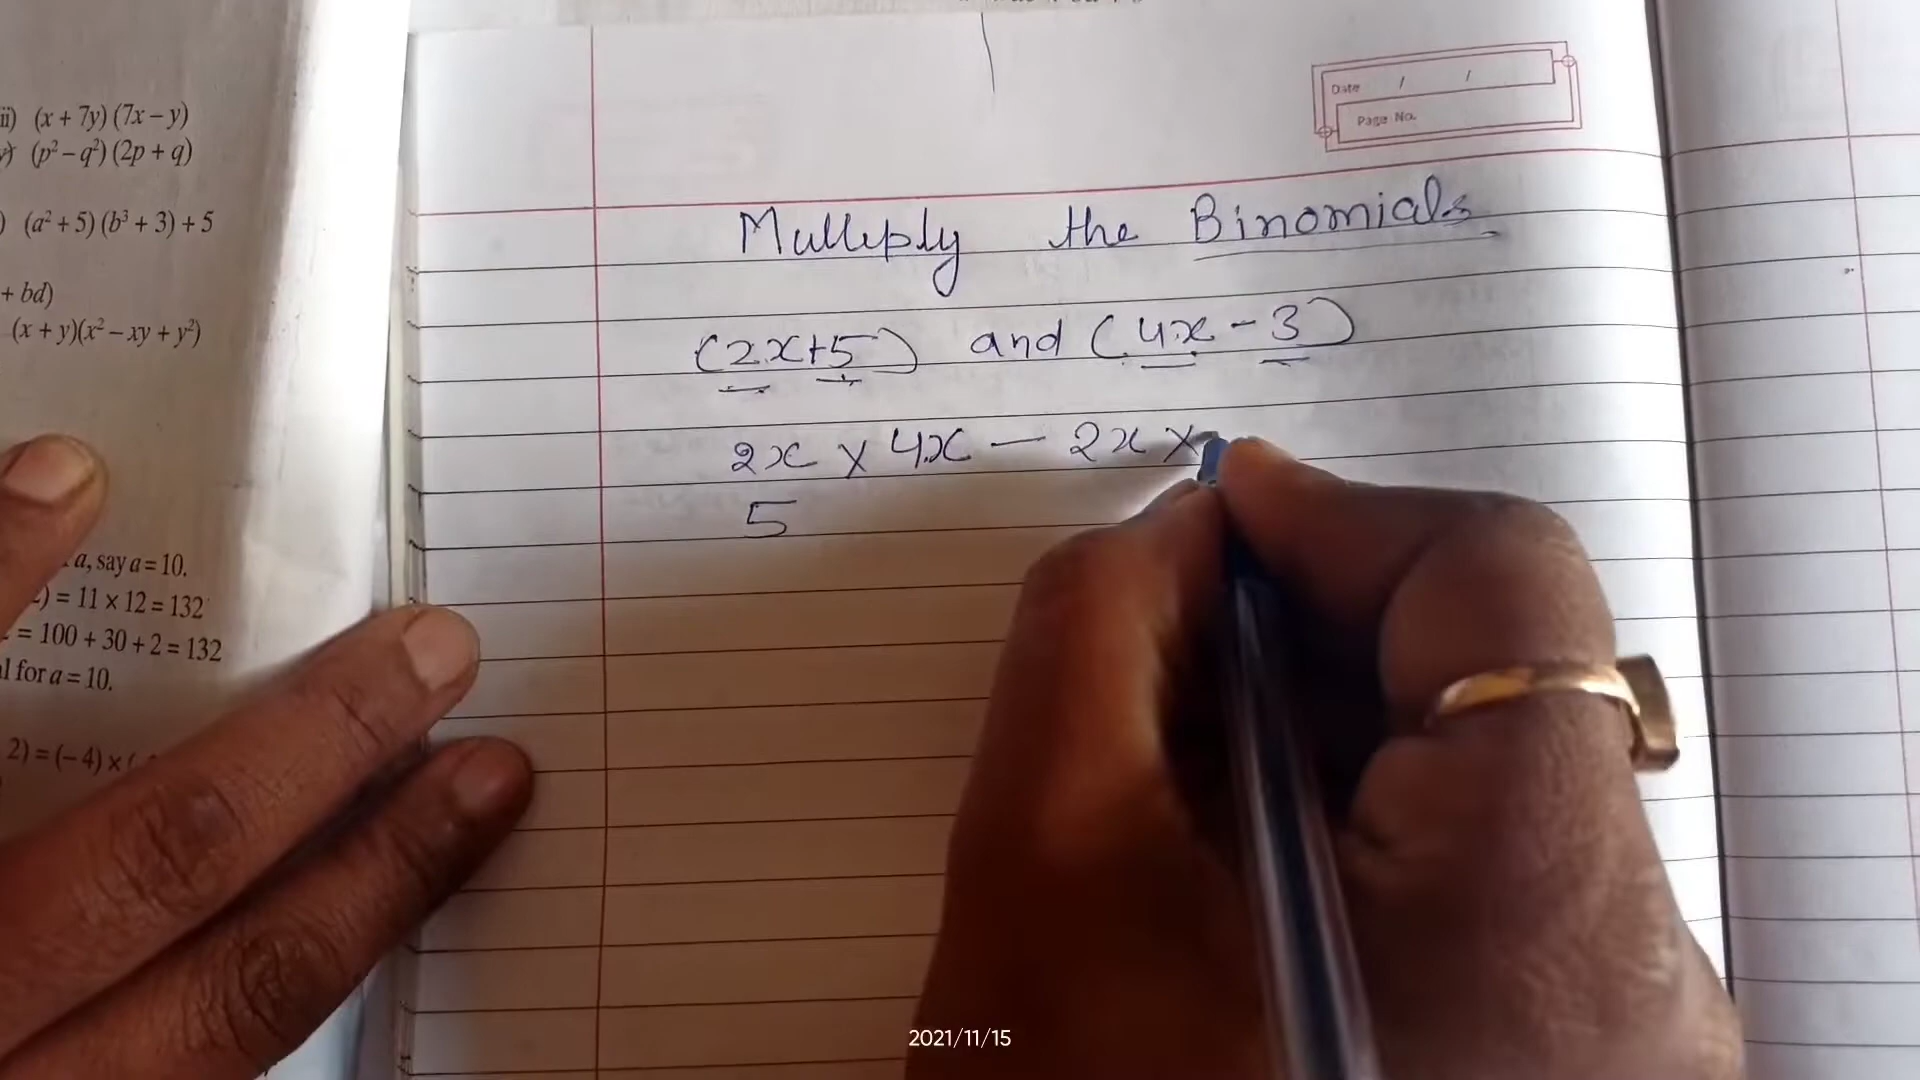 ii) (x + 7y) (7x – y)
(p² – q²) (2p + q)
) (a² + 5) (b³ + 3) + 5
+ bd)
(x + y)(x² – xy + y²)
a, say a = 10.
) = 11 × 12 = 132
= 100 + 30 + 2 = 132
l for a = 10.
2) = (– 4) × (
Date / /
Page No.
Multiply the Binomials
(2x+5) and (4x - 3)
2x × 4x — 2x ×
5
2021/11/15